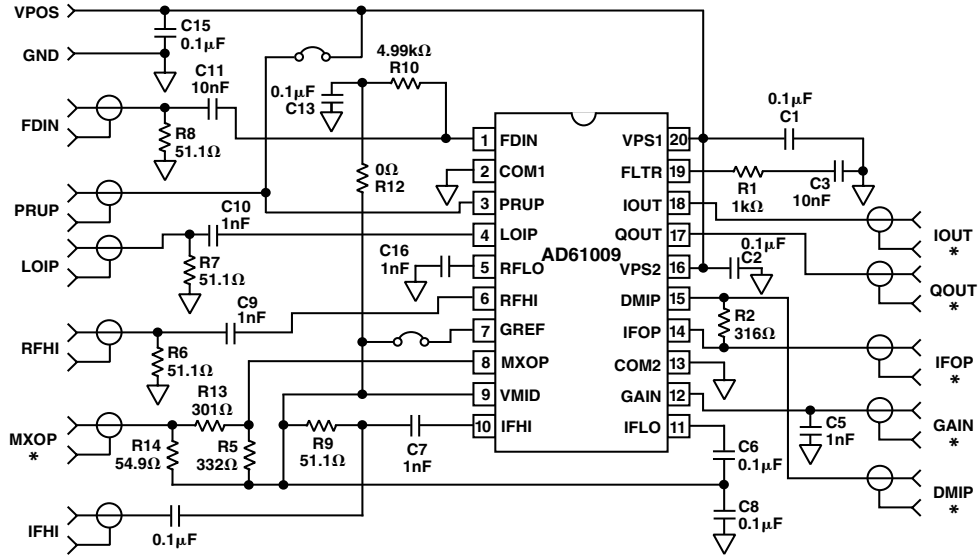 VPOS
GND
C15
0.1µF
C11
10nF
FDIN
R8
51.1Ω
4.99kΩ
R10
0.1µF
C13
0Ω
R12
PRUP
C10
1nF
LOIP
R7
51.1Ω
C16
1nF
C9
1nF
RFHI
R6
51.1Ω
R13
301Ω
MXOP
*
R14
54.9Ω
R5
332Ω
R9
51.1Ω
C7
1nF
IFHI
0.1µF
AD61009
1 FDIN
2 COM1
3 PRUP
4 LOIP
5 RFLO
6 RFHI
7 GREF
8 MXOP
9 VMID
10 IFHI
VPS1 20
FLTR 19
IOUT 18
QOUT 17
VPS2 16
DMIP 15
IFOP 14
COM2 13
GAIN 12
IFLO 11
0.1µF
C1
R1
1kΩ
C3
10nF
0.1µF
C2
R2
316Ω
C5
1nF
C6
0.1µF
C8
0.1µF
IOUT
*
QOUT
*
IFOP
*
GAIN
*
DMIP
*